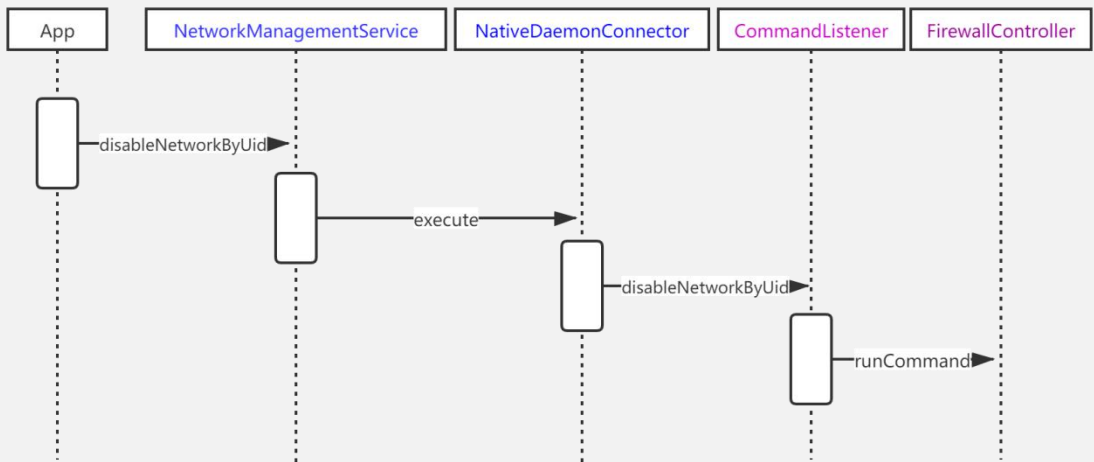 App
NetworkManagementService
NativeDaemonConnector
CommandListener
FirewallController
disableNetworkByUid
execute
disableNetworkByUid
runCommand